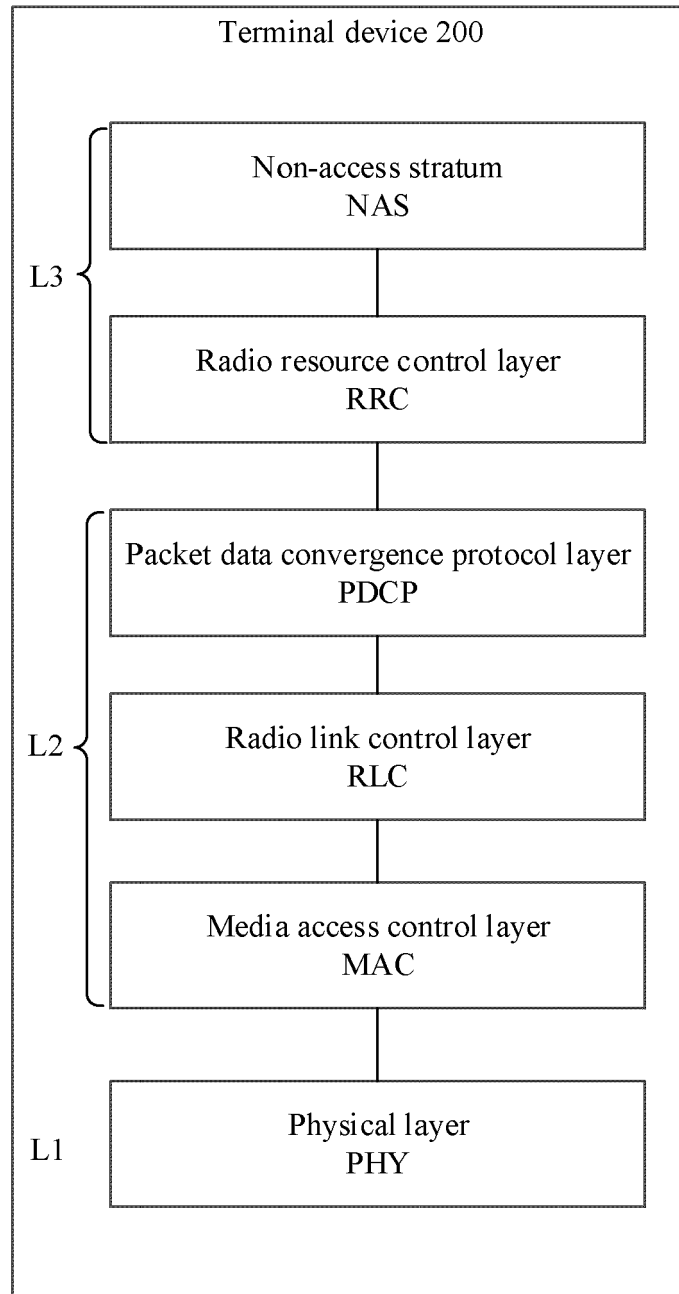 Terminal device 200
Non-access stratum
NAS
L3
Radio resource control layer
RRC
Packet data convergence protocol layer
PDCP
L2
Radio link control layer
RLC
Media access control layer
MAC
L1
Physical layer
PHY